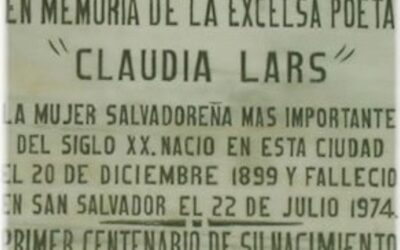 EN MEMORIA DE LA EXCELSA POETA
"CLAUDIA LARS"
LA MUJER SALVADOREÑA MAS IMPORTANTE
DEL SIGLO XX. NACIO EN ESTA CIUDAD
EL 20 DE DICIEMBRE 1899 Y FALLECIO
EN SAN SALVADOR EL 22 DE JULIO 1974.
PRIMER CENTENARIO DE SU NACIMIENTO